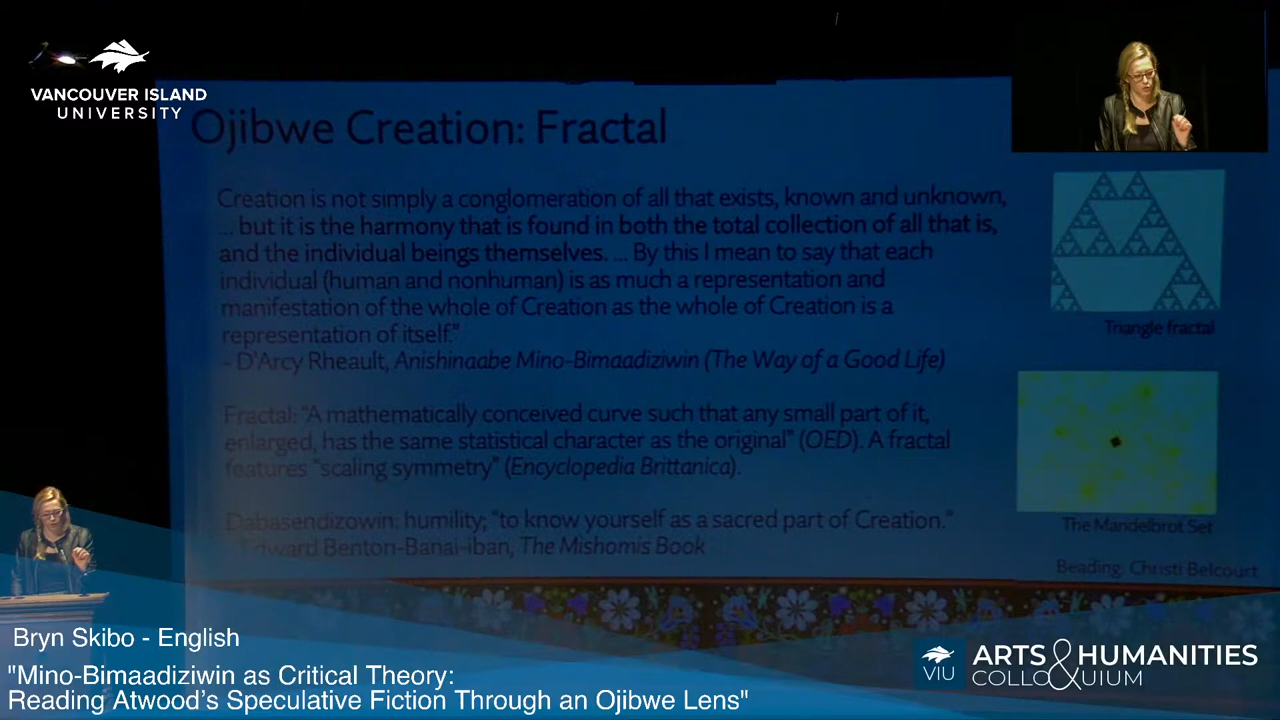 VANCOUVER ISLAND
UNIVERSITY
Ojibwe Creation: Fractal
Creation is not simply a conglomeration of all that exists, known and unknown,
... but it is the harmony that is found in both the total collection of all that is,
and the individual beings themselves. ... By this I mean to say that each
individual (human and nonhuman) is as much a representation and
manifestation of the whole of Creation as the whole of Creation is a
representation of itself."
- D'Arcy Rheault, Anishinaabe Mino-Bimaadiziwin (The Way of a Good Life)
Fractal: "A mathematically conceived curve such that any small part of it,
enlarged, has the same statistical character as the original" (OED). A fractal
features "scaling symmetry" (Encyclopedia Brittanica).
Dabasendizowin: humility; "to know yourself as a sacred part of Creation."
Edward Benton-Banai-iban, The Mishomis Book
Triangle fractal
The Mandelbrot Set
Beading: Christi Belcourt
Bryn Skibo - English
"Mino-Bimaadiziwin as Critical Theory:
Reading Atwood's Speculative Fiction Through an Ojibwe Lens"
VIU
ARTS & HUMANITIES
COLLOQUIUM